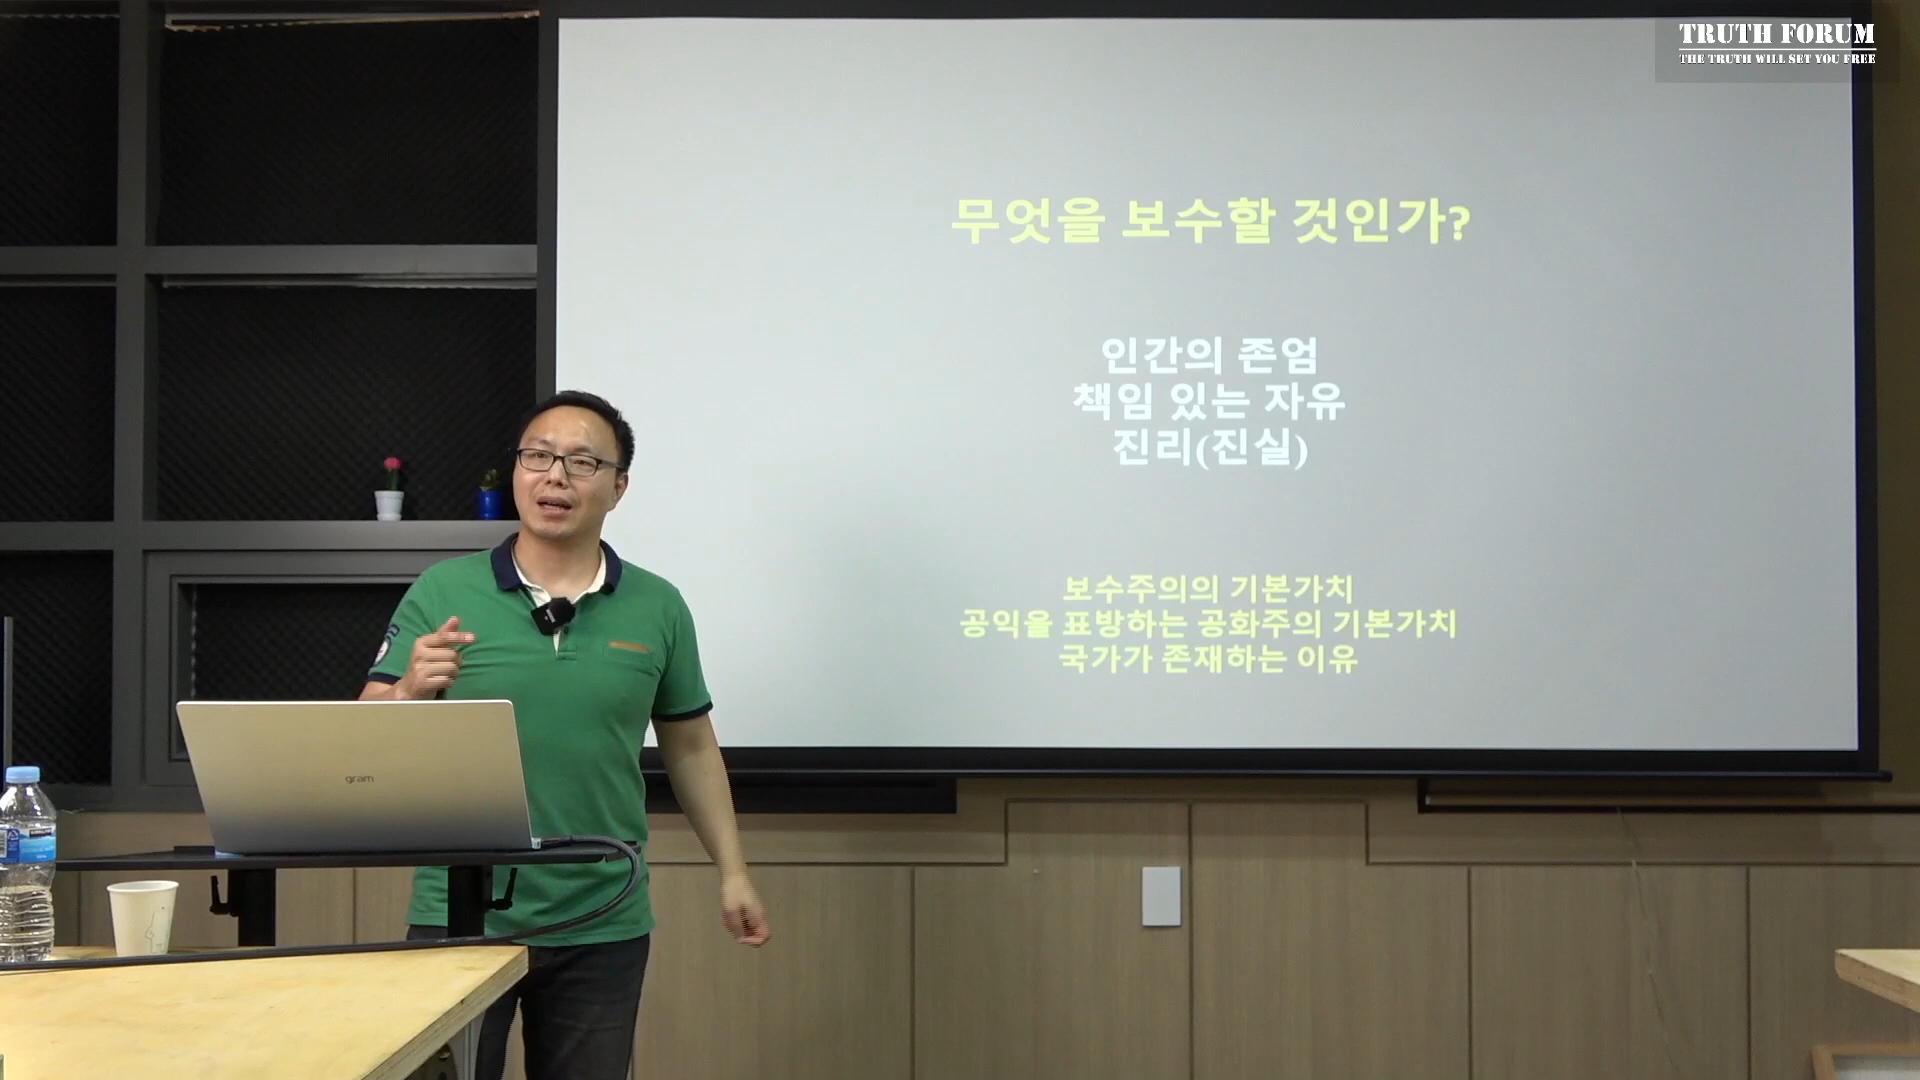 TRUTH FORUM
THE TRUTH WILL SET YOU FREE
무엇을 보수할 것인가?
인간의 존엄
책임 있는 자유
진리(진실)
보수주의의 기본가치
공익을 표방하는 공화주의 기본가치
국가가 존재하는 이유
gram